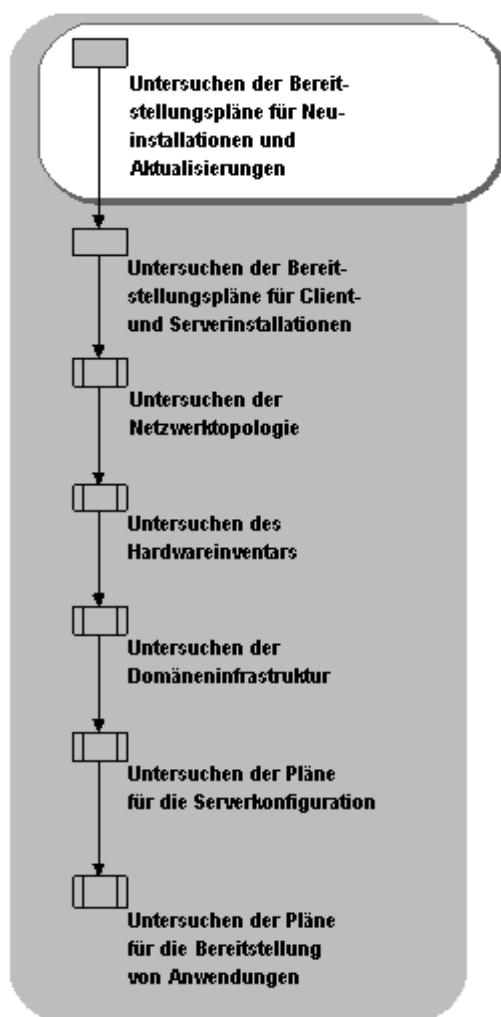 Untersuchen der Bereit-
stellungspläne für Neu-
installationen und
Aktualisierungen
Untersuchen der Bereit-
stellungspläne für Client-
und Serverinstallationen
Untersuchen der
Netzwerktopologie
Untersuchen des
Hardwareinventars
Untersuchen der
Domäneninfrastruktur
Untersuchen der Pläne
für die Serverkonfiguration
Untersuchen der Pläne
für die Bereitstellung
von Anwendungen